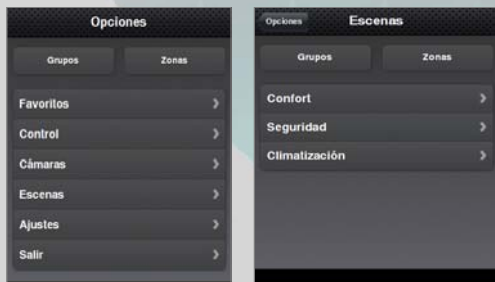 Opciones
Grupos
Zonas
Favoritos
Control
Cámaras
Escenas
Ajustes
Salir
Opciones
Escenas
Grupos
Zonas
Confort
Seguridad
Climatización